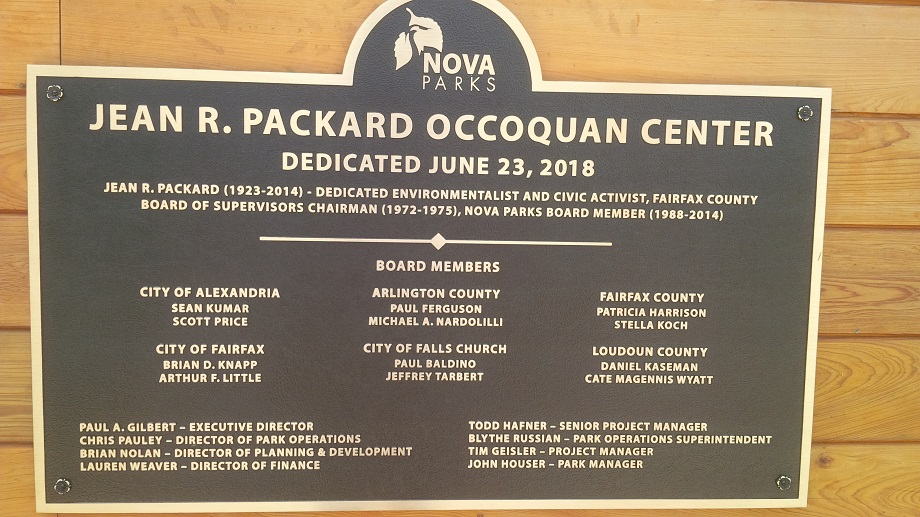 NOVA
PARKS
JEAN R. PACKARD OCCOQUAN CENTER
DEDICATED JUNE 23, 2018
JEAN R. PACKARD (1923-2014) - DEDICATED ENVIRONMENTALIST AND CIVIC ACTIVIST, FAIRFAX COUNTY
BOARD OF SUPERVISORS CHAIRMAN (1972-1975), NOVA PARKS BOARD MEMBER (1988-2014)
BOARD MEMBERS
CITY OF ALEXANDRIA
SEAN KUMAR
SCOTT PRICE
ARLINGTON COUNTY
PAUL FERGUSON
MICHAEL A. NARDOLILLI
FAIRFAX COUNTY
PATRICIA HARRISON
STELLA KOCH
CITY OF FAIRFAX
BRIAN D. KNAPP
ARTHUR F. LITTLE
CITY OF FALLS CHURCH
PAUL BALDINO
JEFFREY TARBERT
LOUDOUN COUNTY
DANIEL KASEMAN
CATE MAGENNIS WYATT
PAUL A. GILBERT – EXECUTIVE DIRECTOR
CHRIS PAULEY – DIRECTOR OF PARK OPERATIONS
BRIAN NOLAN – DIRECTOR OF PLANNING & DEVELOPMENT
LAUREN WEAVER – DIRECTOR OF FINANCE
TODD HAFNER – SENIOR PROJECT MANAGER
BLYTHE RUSSIAN – PARK OPERATIONS SUPERINTENDENT
TIM GEISLER – PROJECT MANAGER
JOHN HOUSER – PARK MANAGER